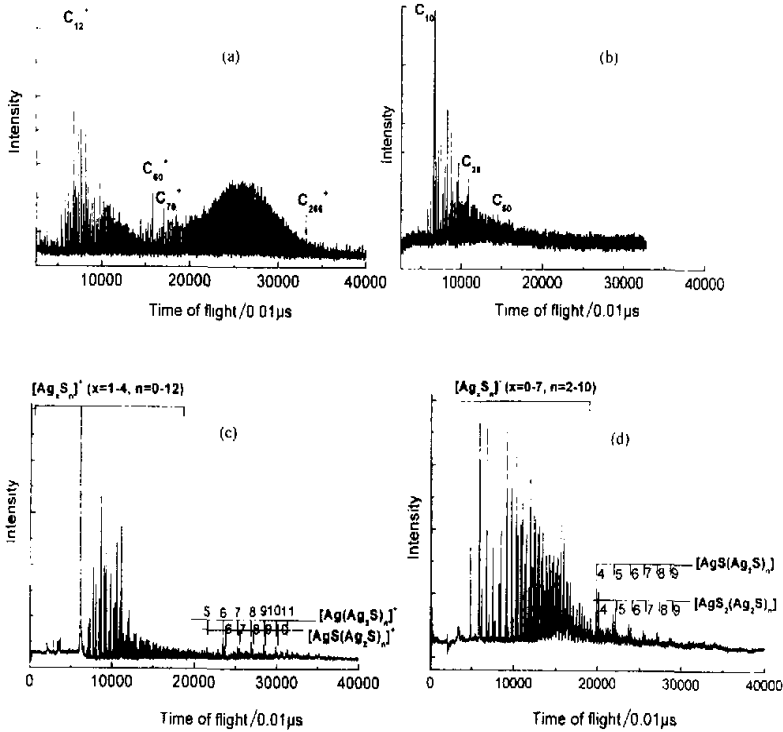 C12+
(a)
C60+
C70+
C266+
Intensity
10000 20000 30000 40000
Time of flight/0.01μs
C10
(b)
C28
C50
Intensity
10000 20000 30000 40000
Time of flight/0.01μs
[AgxSn]+ (x=1-4, n=0-12)
(c)
5 6 7 8 9 10 11 [Ag(Ag2S)n]+
6 7 8 9 [AgS(Ag2S)n]+
Intensity
0 10000 20000 30000 40000
Time of flight/0.01μs
[AgxSn]- (x=0-7, n=2-10)
(d)
[AgS(Ag2S)n]
4 5 6 7 8 9
[AgS2(Ag2S)n]
4 5 6 7 8 9
Intensity
0 10000 20000 30000 40000
Time of flight/0.01μs